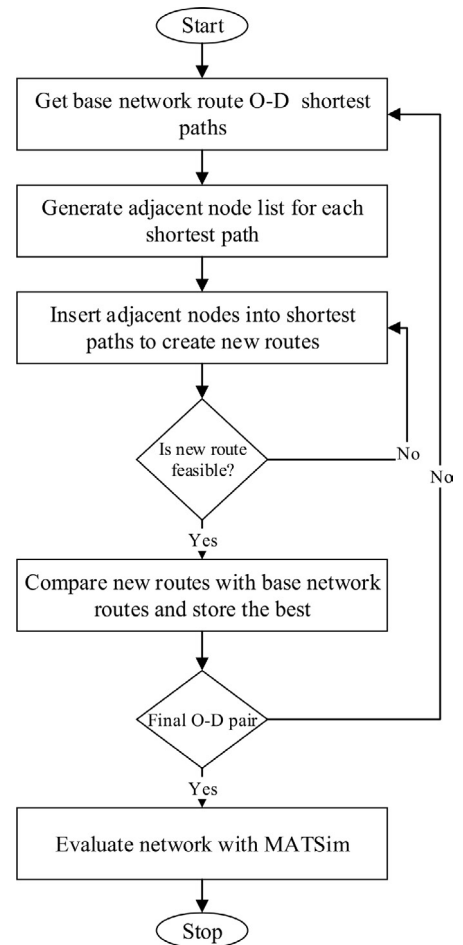 Start
Get base network route O-D shortest
paths
Generate adjacent node list for each
shortest path
Insert adjacent nodes into shortest
paths to create new routes
Is new route
feasible?
No
No
Yes
Compare new routes with base network
routes and store the best
Final O-D pair
Yes
Evaluate network with MATSim
Stop